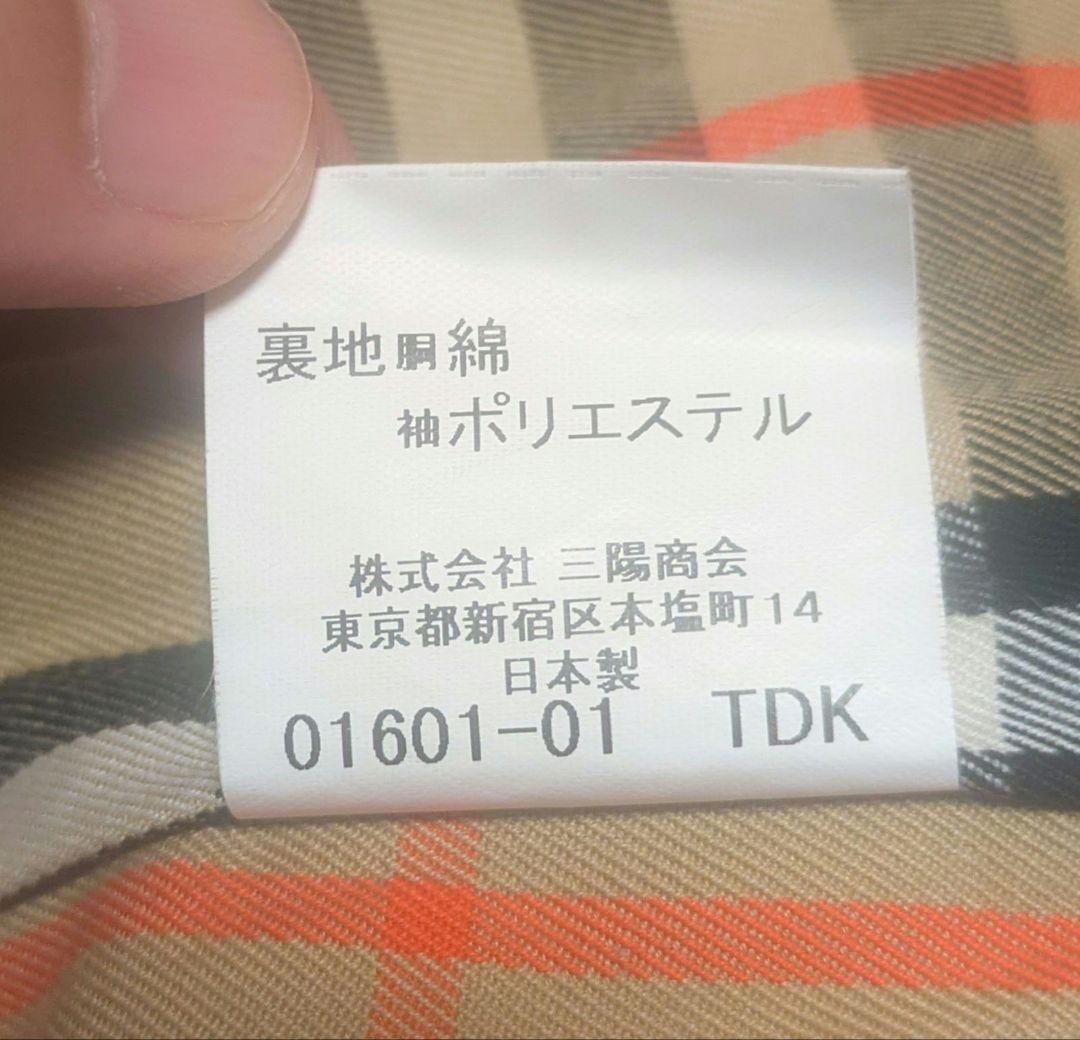 裏地胴綿
袖ポリエステル
株式会社 三陽商会
東京都新宿区本塩町14
日本製
01601-01 TDK